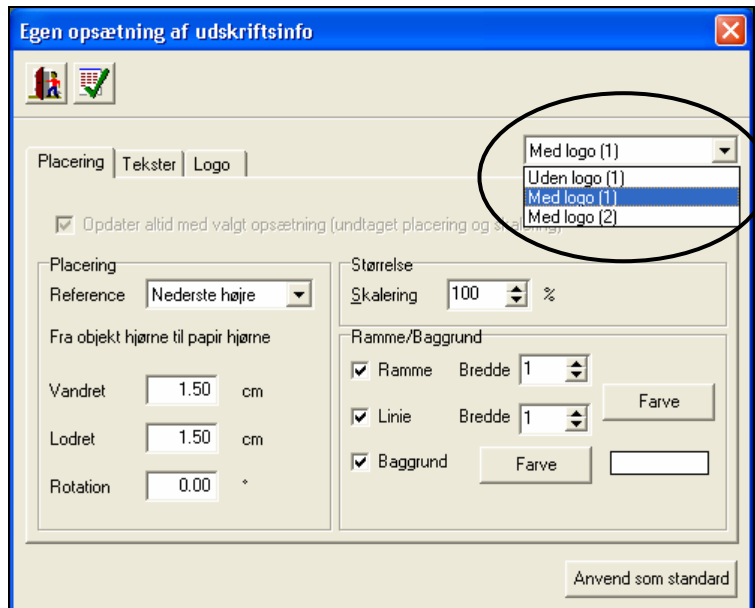 Egen opsætning af udskriftsinfo
Med logo (1)
Uden logo (1)
Med logo (1)
Med logo (2)
Placering Tekster Logo
Opdater altid med valgt opsætning (undtaget placering og skalering)
Placering
Reference Nederste højre
Fra objekt hjørne til papir hjørne
Vandret 1.50 cm
Lodret 1.50 cm
Rotation 0.00 °
Størrelse
Skalering 100 %
Ramme/Baggrund
Ramme Bredde 1
Linie Bredde 1
Farve
Baggrund Farve
Anvend som standard